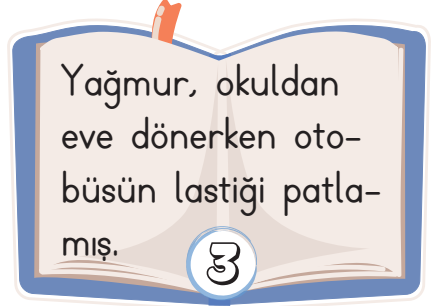 Yağmur, okuldan
eve dönerken oto-
büsün lastiği patla-
mış.
3